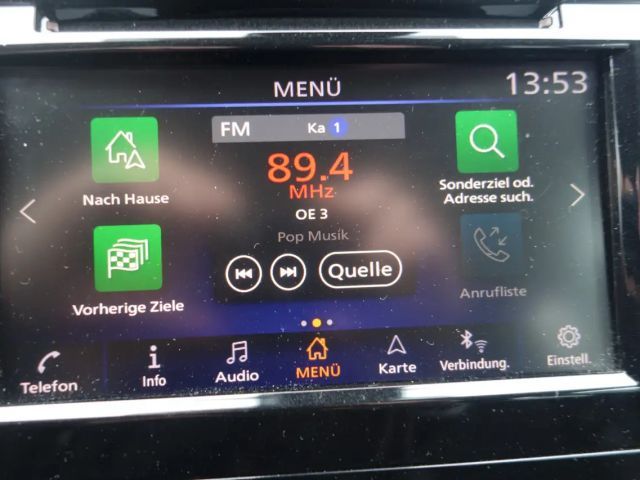 MENÜ
13:53
FM Ka 1
89.4
MHz
OE 3
Pop Musik
Quelle
Nach Hause
Vorherige Ziele
Sonderziel od.
Adresse such.
Anrufliste
Telefon
Info
Audio
MENÜ
Karte
Verbindung.
Einstell.